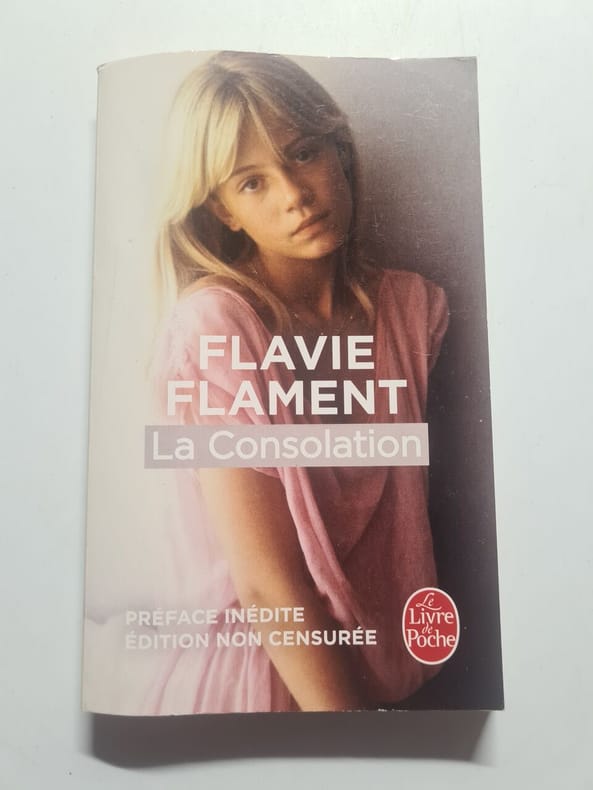 FLAVIE
FLAMENT
La Consolation
PRÉFACE INÉDITE
ÉDITION NON CENSURÉE
Le
Livre
de
Poche